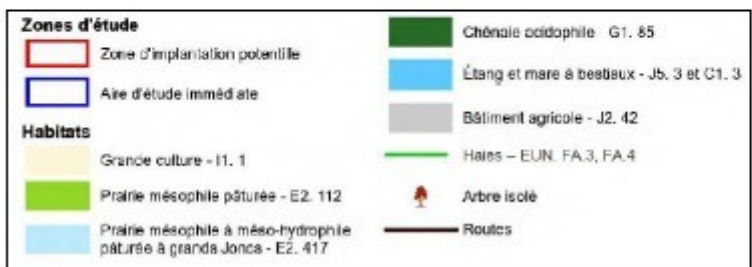 Zones d'étude
Zone d'implantation potentille
Aire d'étude immédiate
Habitats
Grande culture - I1. 1
Prairie mésophile pâturée - E2. 112
Prairie mésophile à méso-hydrophile
pâturée à grands Joncs - E2. 417
Chênaie acidophile - G1. 85
Étang et mare à bestiaux - J5. 3 et C1. 3
Bâtiment agricole - J2. 42
Haies – EUN. FA.3, FA.4
Arbre isolé
Routes